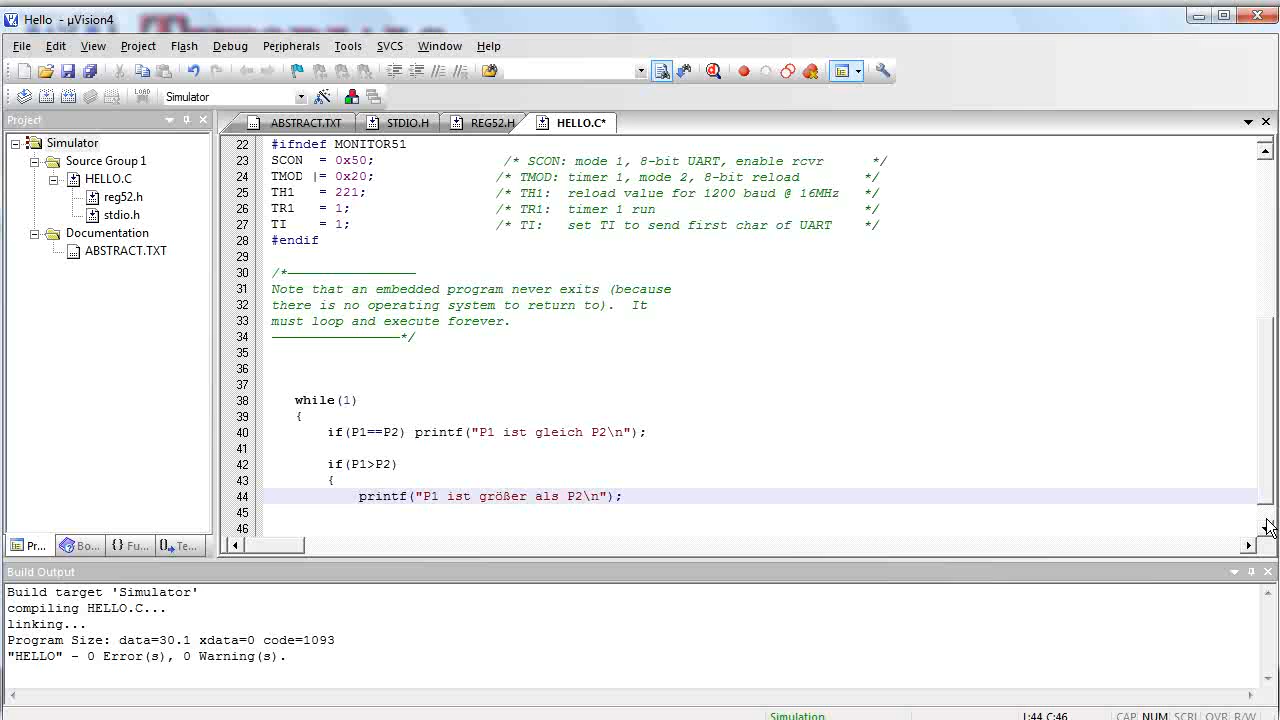 Hello - µVision4
File Edit View Project Flash Debug Peripherals Tools SVCS Window Help
LOAD Simulator
Project
Simulator
Source Group 1
HELLO.C
reg52.h
stdio.h
Documentation
ABSTRACT.TXT
Pr... Bo... {} Fu... Te...
ABSTRACT.TXT STDIO.H REG52.H HELLO.C*
22 #ifndef MONITOR51
23 SCON = 0x50; /* SCON: mode 1, 8-bit UART, enable rcvr */
24 TMOD |= 0x20; /* TMOD: timer 1, mode 2, 8-bit reload */
25 TH1 = 221; /* TH1: reload value for 1200 baud @ 16MHz */
26 TR1 = 1; /* TR1: timer 1 run */
27 TI = 1; /* TI: set TI to send first char of UART */
28 #endif
29
30 /*————————————————
31 Note that an embedded program never exits (because
32 there is no operating system to return to). It
33 must loop and execute forever.
34 ————————————————*/
35
36
37
38 while(1)
39 {
40 if(P1==P2) printf("P1 ist gleich P2\n");
41
42 if(P1>P2)
43 {
44 printf("P1 ist größer als P2\n");
45
46
Build Output
Build target 'Simulator'
compiling HELLO.C...
linking...
Program Size: data=30.1 xdata=0 code=1093
"HELLO" - 0 Error(s), 0 Warning(s).
Simulation L:44 C:46 CAP NUM SCRL OVR R/W